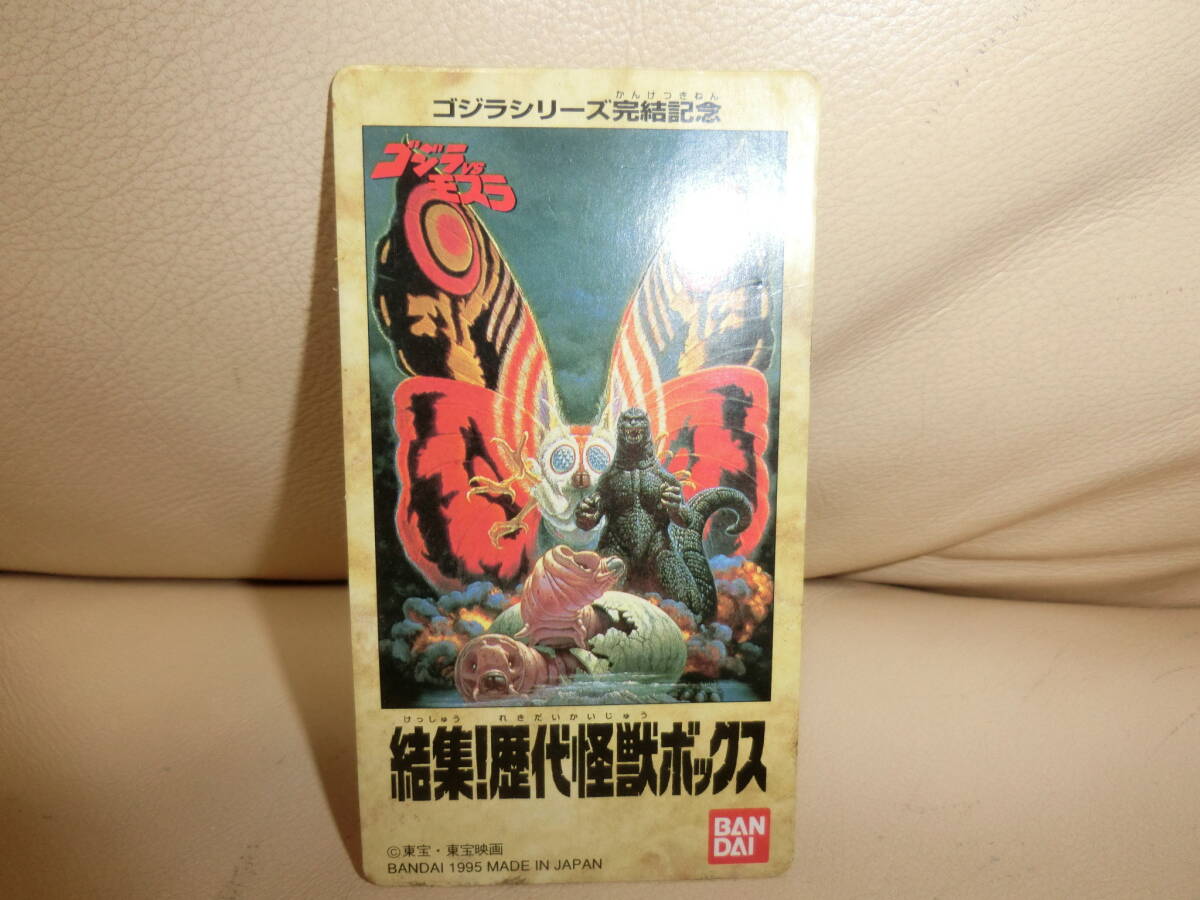 かんけつきねん
ゴジラシリーズ完結記念
ゴジラVS
モスラ
けっしゅう れきだいかいじゅう
結集!歴代怪獣ボックス
BAN
DAI
©東宝・東宝映画
BANDAI 1995 MADE IN JAPAN